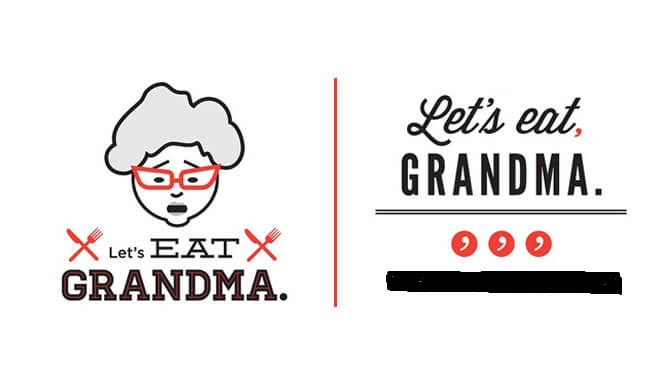 Let's EAT
GRANDMA.
Let's eat,
GRANDMA.
, , ,